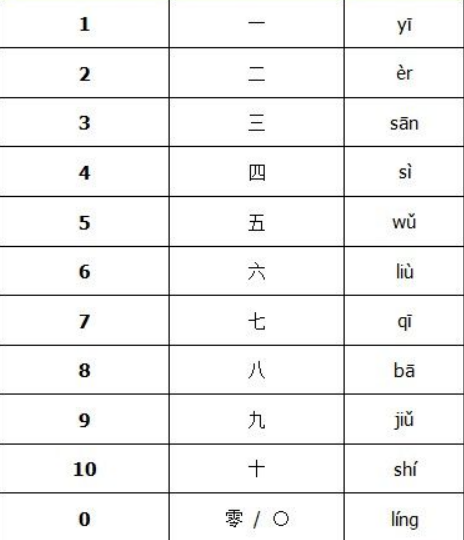 1 一 yī
2 二 èr
3 三 sān
4 四 sì
5 五 wǔ
6 六 liù
7 七 qī
8 八 bā
9 九 jiǔ
10 十 shí
0 零 / 〇 líng